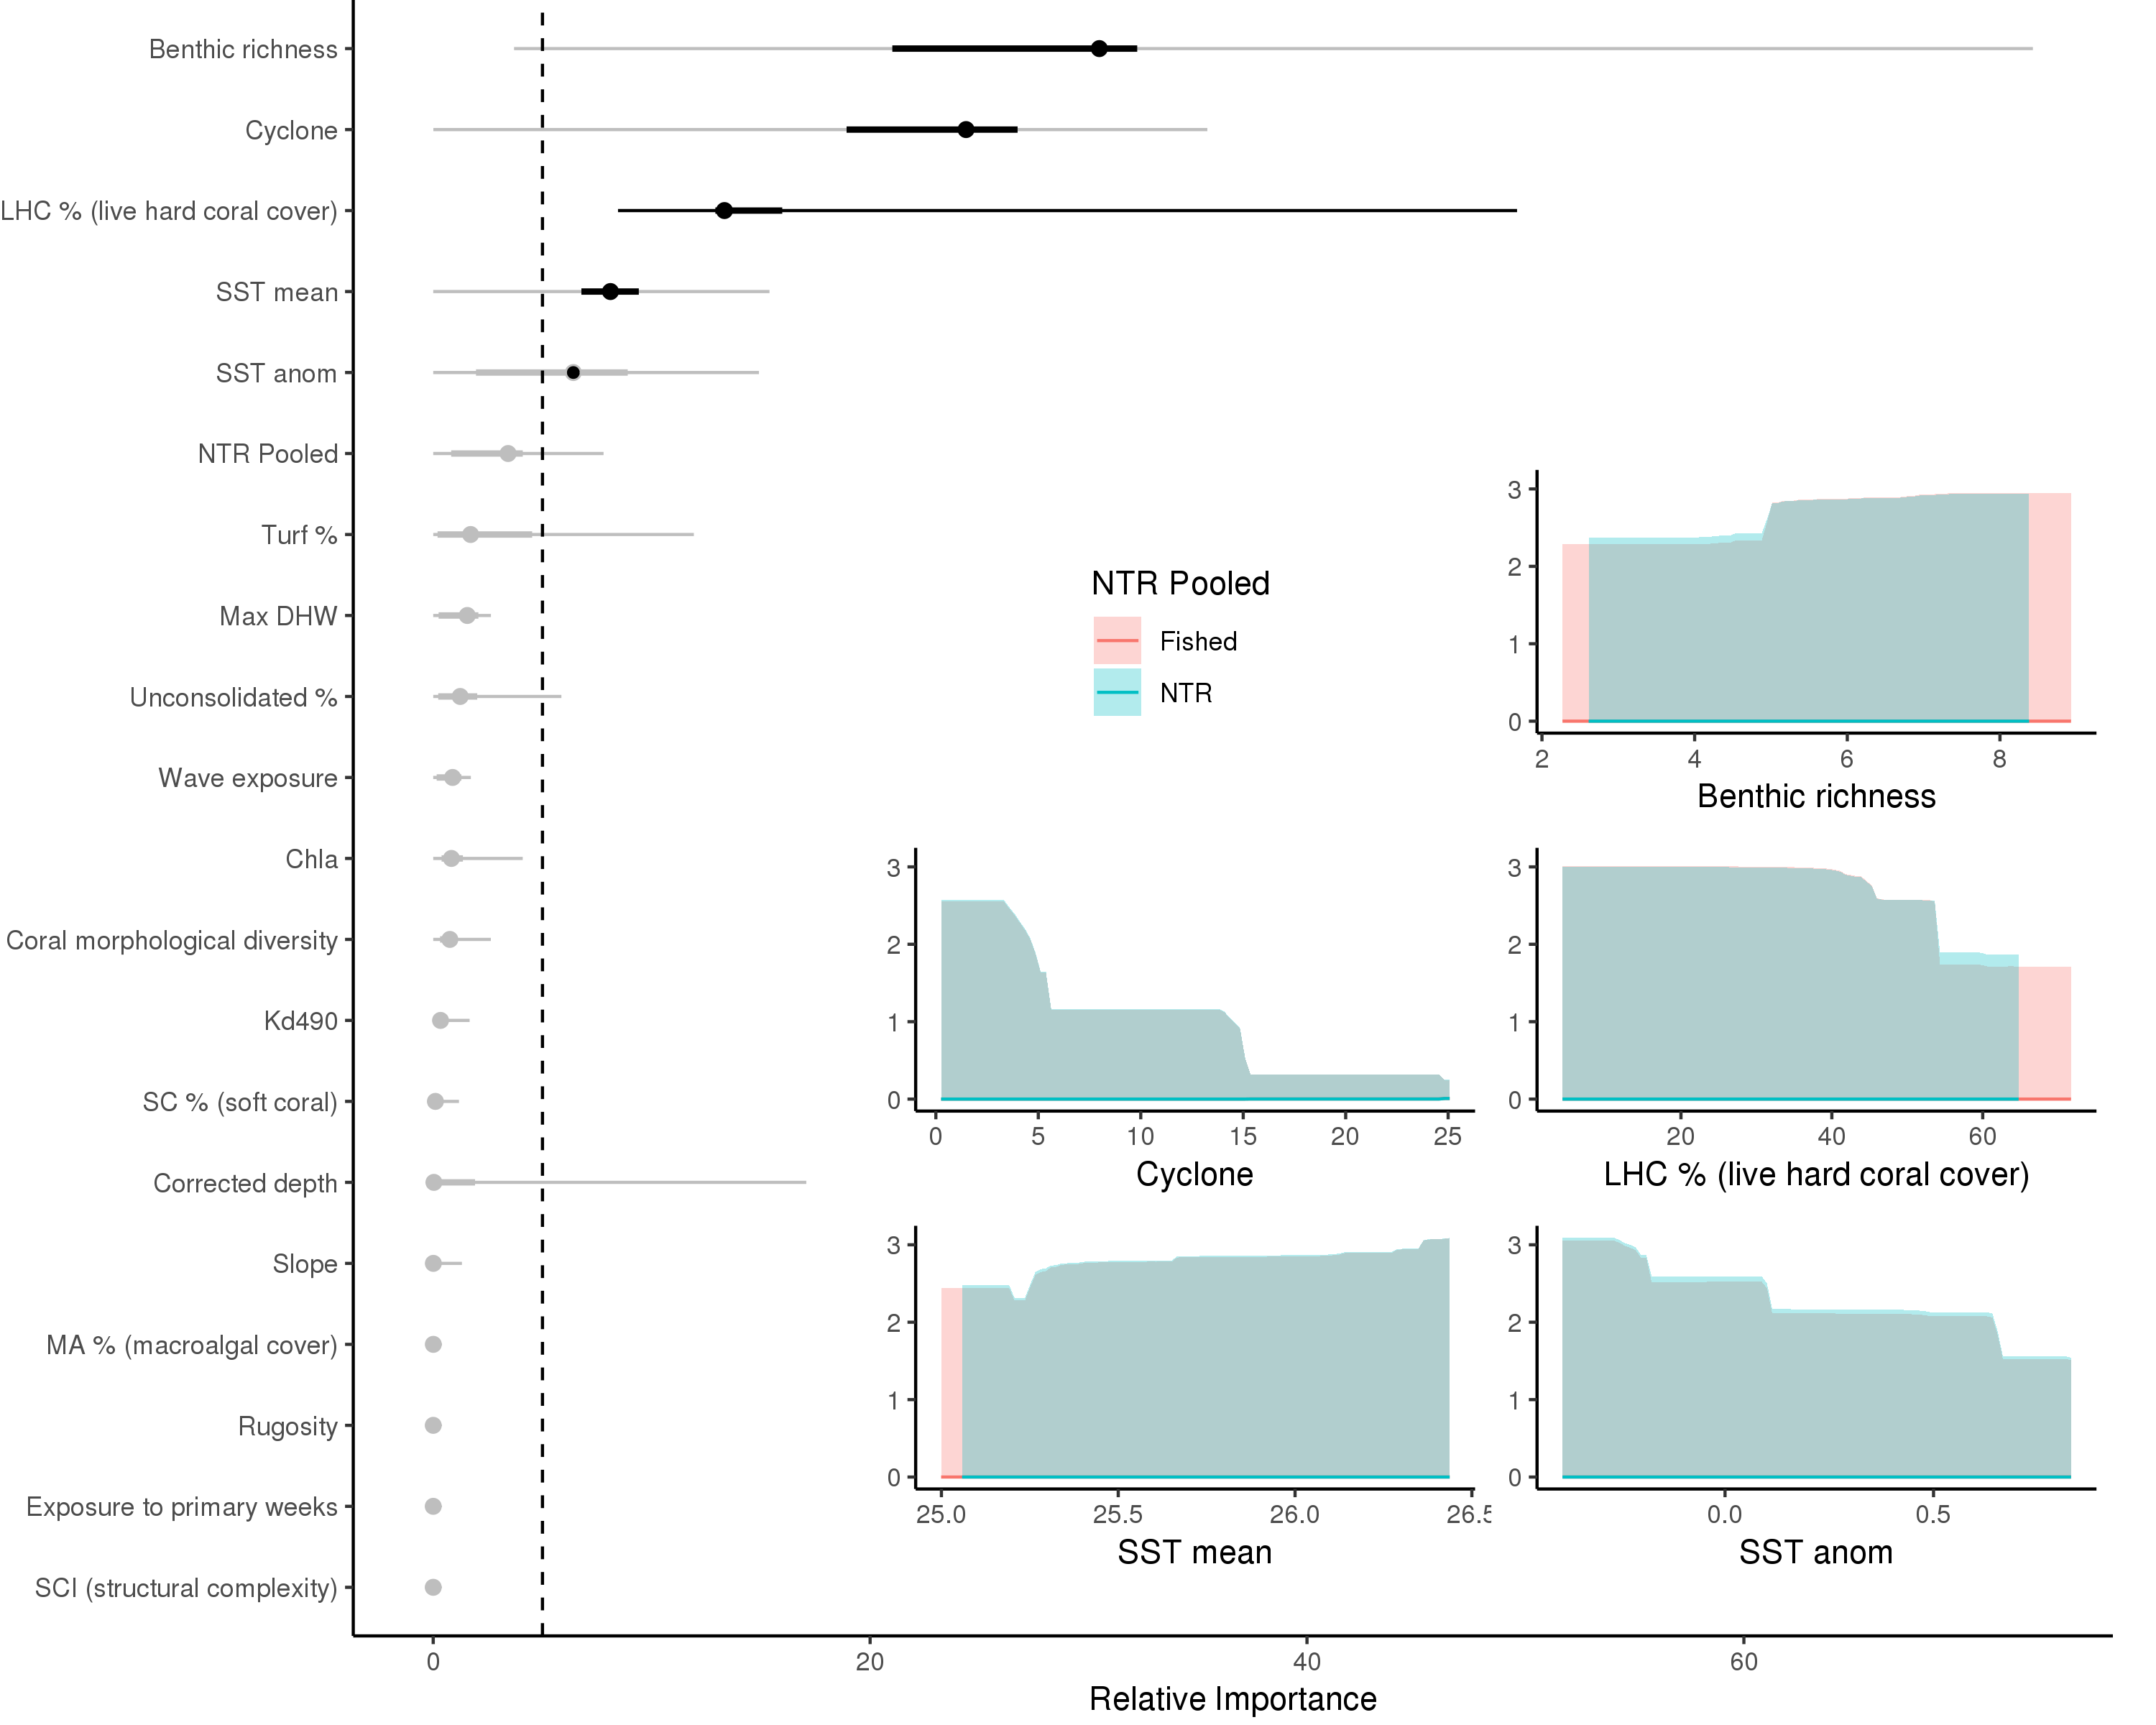 Benthic richness
Cyclone
LHC % (live hard coral cover)
SST mean
SST anom
NTR Pooled
Turf %
Max DHW
Unconsolidated %
Wave exposure
Chla
Coral morphological diversity
Kd490
SC % (soft coral)
Corrected depth
Slope
MA % (macroalgal cover)
Rugosity
Exposure to primary weeks
SCI (structural complexity)
0 20 40 60
Relative Importance
NTR Pooled
Fished
NTR
3
2
1
0
2 4 6 8
Benthic richness
3
2
1
0
0 5 10 15 20 25
Cyclone
3
2
1
0
20 40 60
LHC % (live hard coral cover)
3
2
1
0
25.0 25.5 26.0 26.5
SST mean
3
2
1
0
0.0 0.5
SST anom